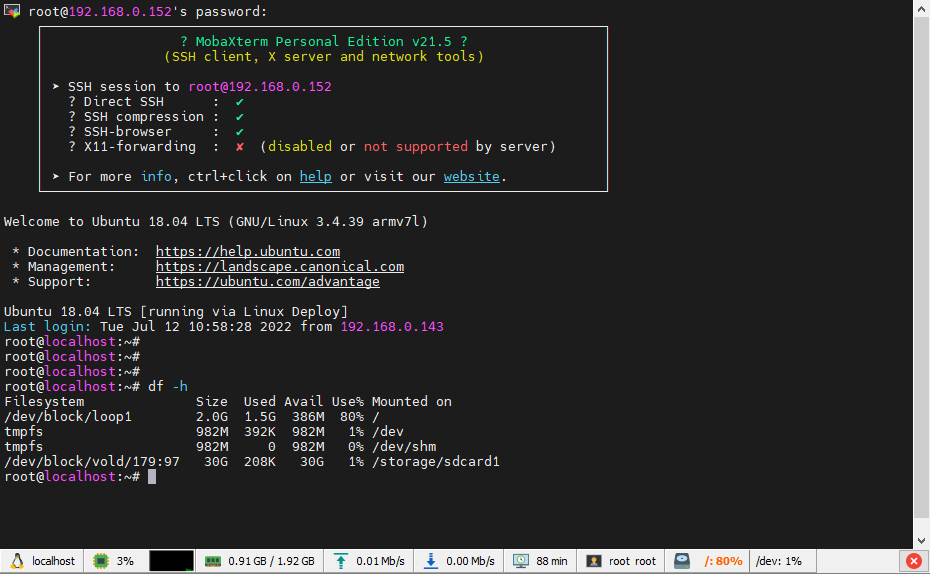 root@192.168.0.152's password:
? MobaXterm Personal Edition v21.5 ?
(SSH client, X server and network tools)
➤ SSH session to root@192.168.0.152
? Direct SSH      :  ✔
? SSH compression :  ✔
? SSH-browser     :  ✔
? X11-forwarding  :  ✘  (disabled or not supported by server)
➤ For more info, ctrl+click on help or visit our website.
Welcome to Ubuntu 18.04 LTS (GNU/Linux 3.4.39 armv7l)
* Documentation:  https://help.ubuntu.com
* Management:     https://landscape.canonical.com
* Support:        https://ubuntu.com/advantage
Ubuntu 18.04 LTS [running via Linux Deploy]
Last login: Tue Jul 12 10:58:28 2022 from 192.168.0.143
root@localhost:~#
root@localhost:~#
root@localhost:~#
root@localhost:~# df -h
Filesystem              Size  Used Avail Use% Mounted on
/dev/block/loop1        2.0G  1.5G  386M  80% /
tmpfs                   982M  392K  982M   1% /dev
tmpfs                   982M     0  982M   0% /dev/shm
/dev/block/vold/179:97   30G  208K   30G   1% /storage/sdcard1
root@localhost:~#
localhost 3% 0.91 GB / 1.92 GB 0.01 Mb/s 0.00 Mb/s 88 min root root /: 80% /dev: 1%